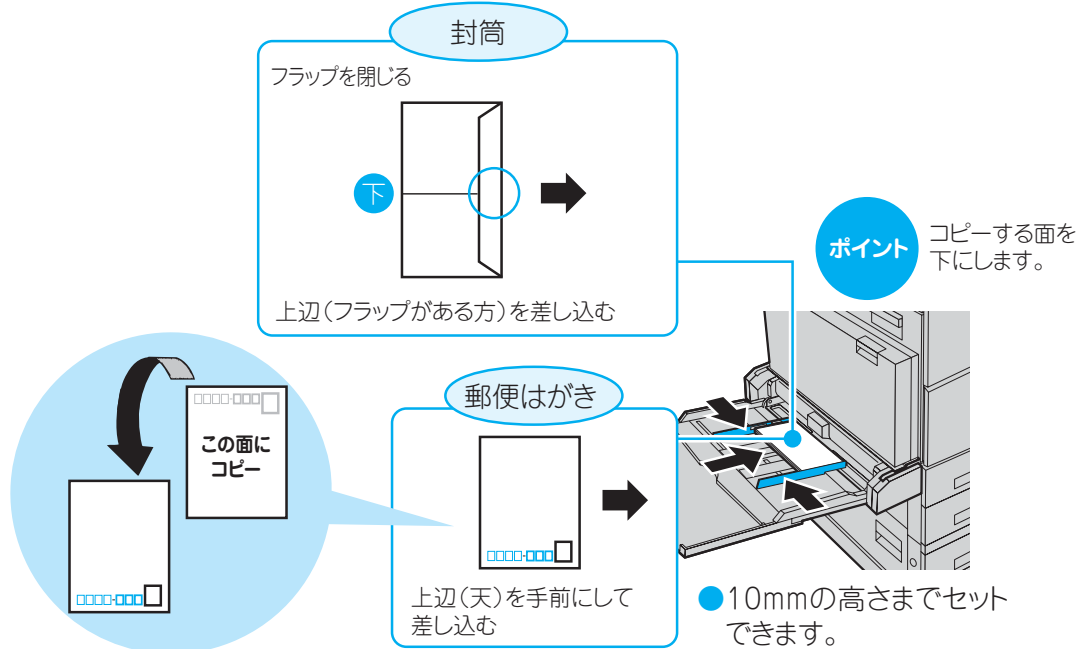 封筒
フラップを閉じる
下
上辺（フラップがある方）を差し込む
ポイント
コピーする面を
下にします。
郵便はがき
この面に
コピー
上辺（天）を手前にして
差し込む
●10mmの高さまでセット
できます。